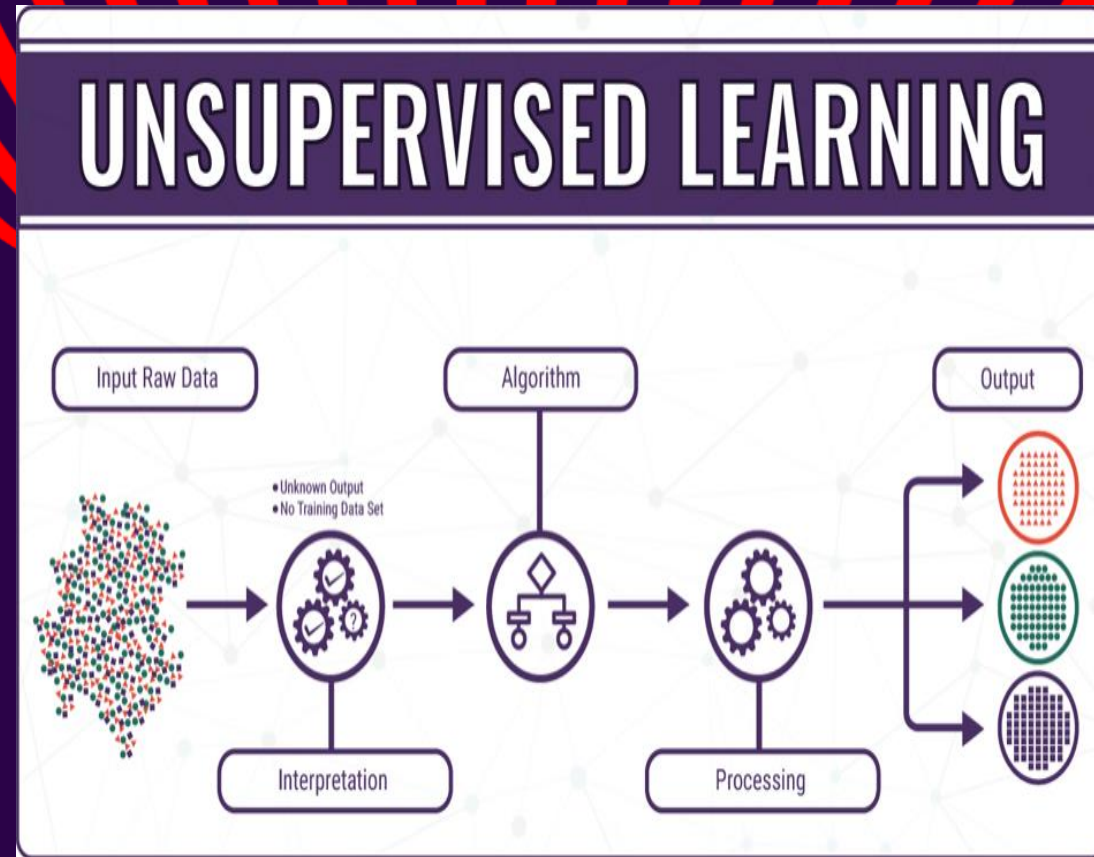 UNSUPERVISED LEARNING
Input Raw Data
Algorithm
Output
•Unknown Output
•No Training Data Set
?
Interpretation
Processing